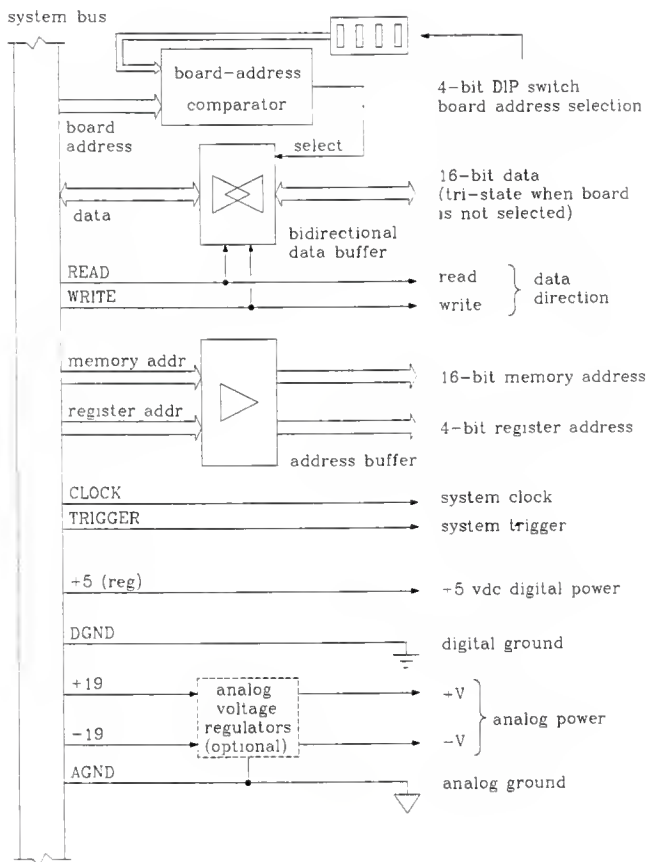 system bus
board-address
comparator
4-bit DIP switch
board address selection
board
address
select
16-bit data
(tri-state when board
is not selected)
data
bidirectional
data buffer
READ
read
data
direction
WRITE
write
memory addr
16-bit memory address
register addr
4-bit register address
address buffer
CLOCK
system clock
TRIGGER
system trigger
+5 (reg)
+5 vdc digital power
DGND
digital ground
+19
analog
voltage
regulators
(optional)
+V
analog power
-19
-V
AGND
analog ground